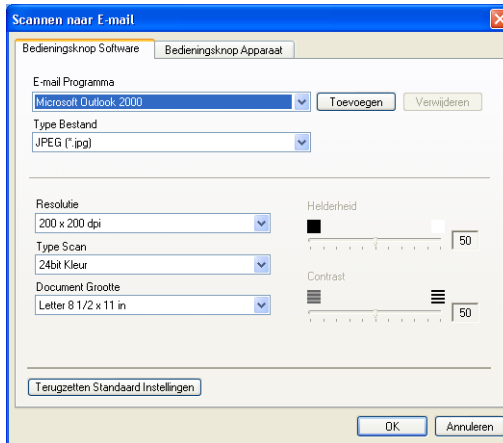 Scannen naar E-mail
Bedieningsknop Software
Bedieningsknop Apparaat
E-mail Programma
Microsoft Outlook 2000
Toevoegen
Verwijderen
Type Bestand
JPEG (*.jpg)
Resolutie
200 x 200 dpi
Type Scan
24bit Kleur
Document Grootte
Letter 8 1/2 x 11 in
Helderheid
50
Contrast
50
Terugzetten Standaard Instellingen
OK
Annuleren